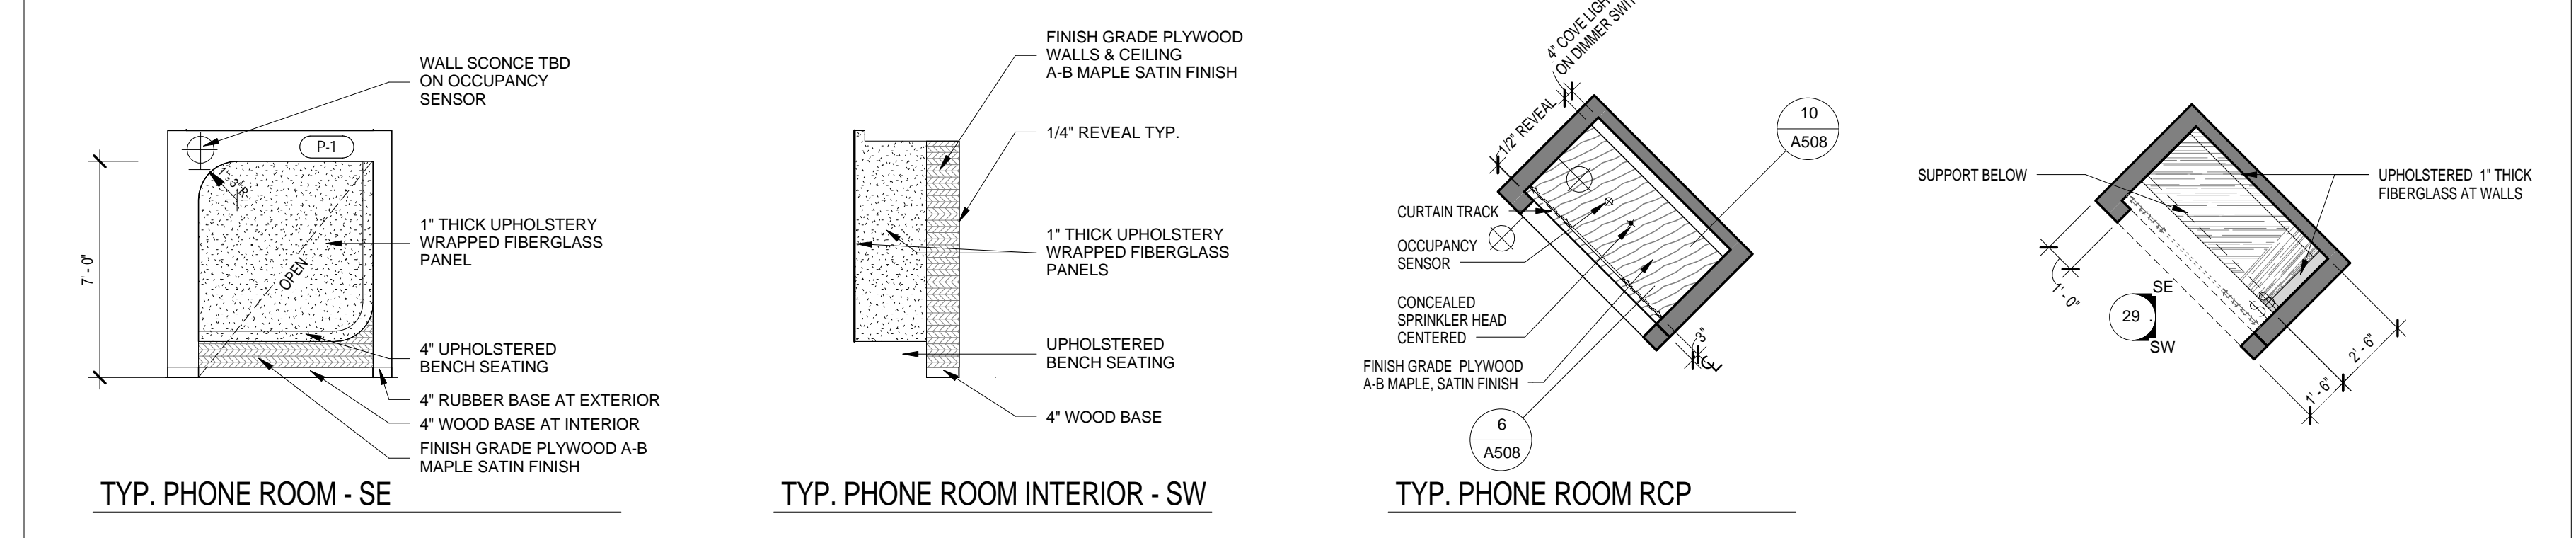 WALL SCONCE TBD
ON OCCUPANCY
SENSOR
P-1
1' - 3" R
7' - 0"
OPEN
1" THICK UPHOLSTERY
WRAPPED FIBERGLASS
PANEL
4" UPHOLSTERED
BENCH SEATING
4" RUBBER BASE AT EXTERIOR
4" WOOD BASE AT INTERIOR
FINISH GRADE PLYWOOD A-B
MAPLE SATIN FINISH
TYP. PHONE ROOM - SE
FINISH GRADE PLYWOOD
WALLS & CEILING
A-B MAPLE SATIN FINISH
1/4" REVEAL TYP.
1" THICK UPHOLSTERY
WRAPPED FIBERGLASS
PANELS
UPHOLSTERED
BENCH SEATING
4" WOOD BASE
TYP. PHONE ROOM INTERIOR - SW
4" COVE LIGH
ON DIMMER SWIT
1/2" REVEAL
10
A508
CURTAIN TRACK
OCCUPANCY
SENSOR
CONCEALED
SPRINKLER HEAD
CENTERED
FINISH GRADE PLYWOOD
A-B MAPLE, SATIN FINISH
3"
6
A508
TYP. PHONE ROOM RCP
SUPPORT BELOW
UPHOLSTERED 1" THICK
FIBERGLASS AT WALLS
1' - 0"
29
SE
SW
2' - 6"
1' - 6"